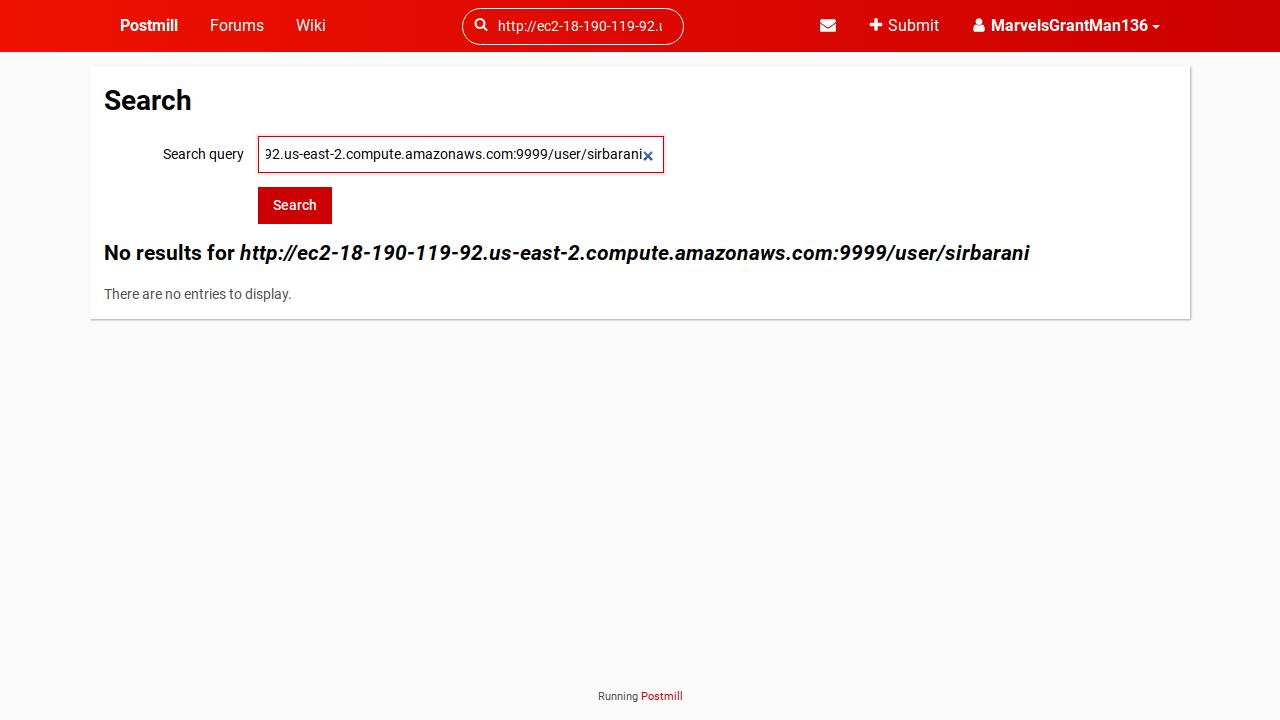 Postmill Forums Wiki http://ec2-18-190-119-92.u Submit MarvelsGrantMan136
Search
Search query 92.us-east-2.compute.amazonaws.com:9999/user/sirbarani
Search
No results for http://ec2-18-190-119-92.us-east-2.compute.amazonaws.com:9999/user/sirbarani
There are no entries to display.
Running Postmill